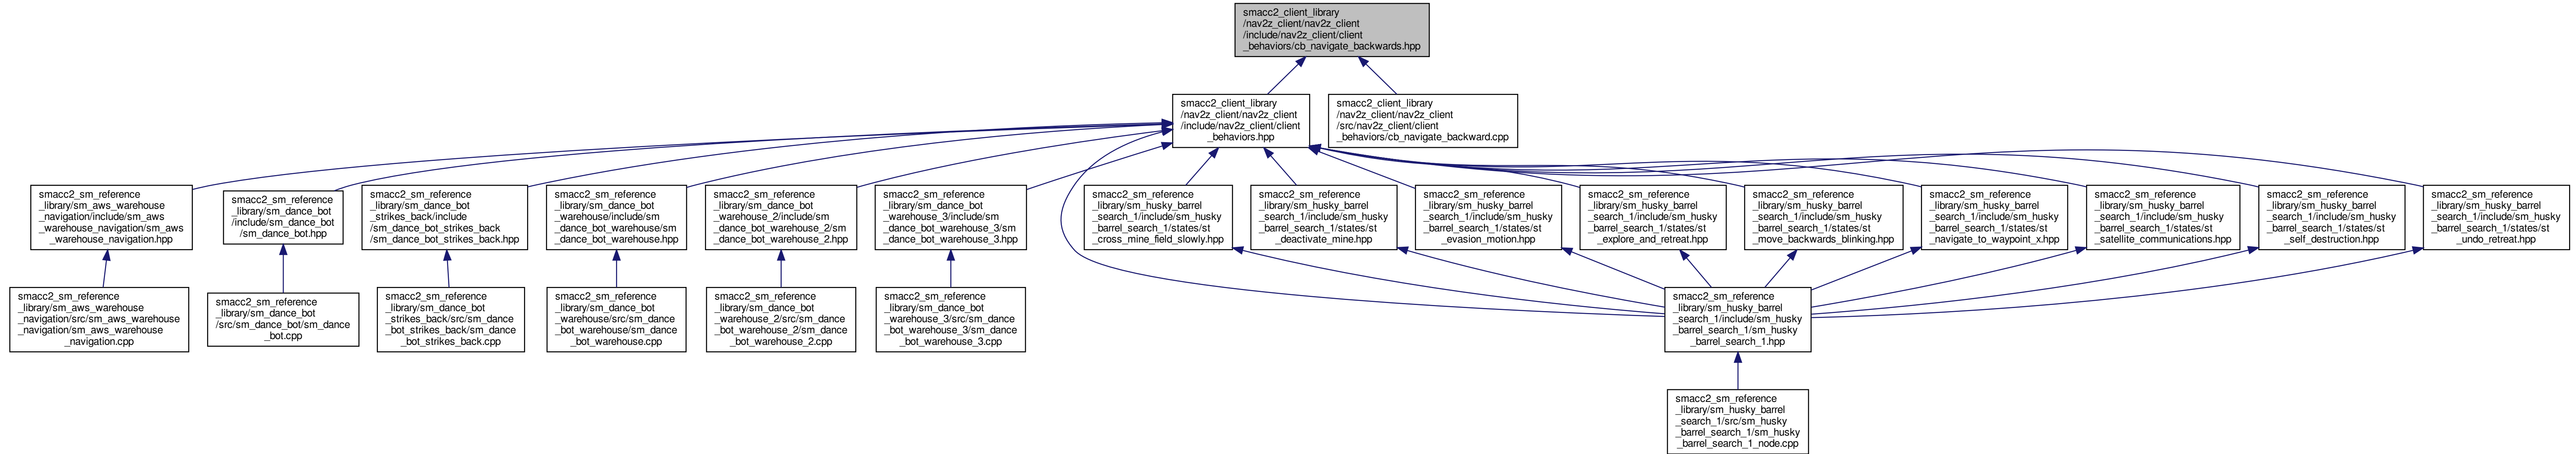 smacc2_client_library
/nav2z_client/nav2z_client
/include/nav2z_client/client
_behaviors/cb_navigate_backwards.hpp
smacc2_client_library
/nav2z_client/nav2z_client
/include/nav2z_client/client
_behaviors.hpp
smacc2_client_library
/nav2z_client/nav2z_client
/src/nav2z_client/client
_behaviors/cb_navigate_backward.cpp
smacc2_sm_reference
_library/sm_aws_warehouse
_navigation/include/sm_aws
_warehouse_navigation/sm_aws
_warehouse_navigation.hpp
smacc2_sm_reference
_library/sm_dance_bot
/include/sm_dance_bot
/sm_dance_bot.hpp
smacc2_sm_reference
_library/sm_dance_bot
_strikes_back/include
/sm_dance_bot_strikes_back
/sm_dance_bot_strikes_back.hpp
smacc2_sm_reference
_library/sm_dance_bot
_warehouse/include/sm
_dance_bot_warehouse/sm
_dance_bot_warehouse.hpp
smacc2_sm_reference
_library/sm_dance_bot
_warehouse_2/include/sm
_dance_bot_warehouse_2/sm
_dance_bot_warehouse_2.hpp
smacc2_sm_reference
_library/sm_dance_bot
_warehouse_3/include/sm
_dance_bot_warehouse_3/sm
_dance_bot_warehouse_3.hpp
smacc2_sm_reference
_library/sm_husky_barrel
_search_1/include/sm_husky
_barrel_search_1/states/st
_cross_mine_field_slowly.hpp
smacc2_sm_reference
_library/sm_husky_barrel
_search_1/include/sm_husky
_barrel_search_1/states/st
_deactivate_mine.hpp
smacc2_sm_reference
_library/sm_husky_barrel
_search_1/include/sm_husky
_barrel_search_1/states/st
_evasion_motion.hpp
smacc2_sm_reference
_library/sm_husky_barrel
_search_1/include/sm_husky
_barrel_search_1/states/st
_explore_and_retreat.hpp
smacc2_sm_reference
_library/sm_husky_barrel
_search_1/include/sm_husky
_barrel_search_1/states/st
_move_backwards_blinking.hpp
smacc2_sm_reference
_library/sm_husky_barrel
_search_1/include/sm_husky
_barrel_search_1/states/st
_navigate_to_waypoint_x.hpp
smacc2_sm_reference
_library/sm_husky_barrel
_search_1/include/sm_husky
_barrel_search_1/states/st
_satellite_communications.hpp
smacc2_sm_reference
_library/sm_husky_barrel
_search_1/include/sm_husky
_barrel_search_1/states/st
_self_destruction.hpp
smacc2_sm_reference
_library/sm_husky_barrel
_search_1/include/sm_husky
_barrel_search_1/states/st
_undo_retreat.hpp
smacc2_sm_reference
_library/sm_aws_warehouse
_navigation/src/sm_aws_warehouse
_navigation/sm_aws_warehouse
_navigation.cpp
smacc2_sm_reference
_library/sm_dance_bot
/src/sm_dance_bot/sm_dance
_bot.cpp
smacc2_sm_reference
_library/sm_dance_bot
_strikes_back/src/sm_dance
_bot_strikes_back/sm_dance
_bot_strikes_back.cpp
smacc2_sm_reference
_library/sm_dance_bot
_warehouse/src/sm_dance
_bot_warehouse/sm_dance
_bot_warehouse.cpp
smacc2_sm_reference
_library/sm_dance_bot
_warehouse_2/src/sm_dance
_bot_warehouse_2/sm_dance
_bot_warehouse_2.cpp
smacc2_sm_reference
_library/sm_dance_bot
_warehouse_3/src/sm_dance
_bot_warehouse_3/sm_dance
_bot_warehouse_3.cpp
smacc2_sm_reference
_library/sm_husky_barrel
_search_1/include/sm_husky
_barrel_search_1/sm_husky
_barrel_search_1.hpp
smacc2_sm_reference
_library/sm_husky_barrel
_search_1/src/sm_husky
_barrel_search_1/sm_husky
_barrel_search_1_node.cpp